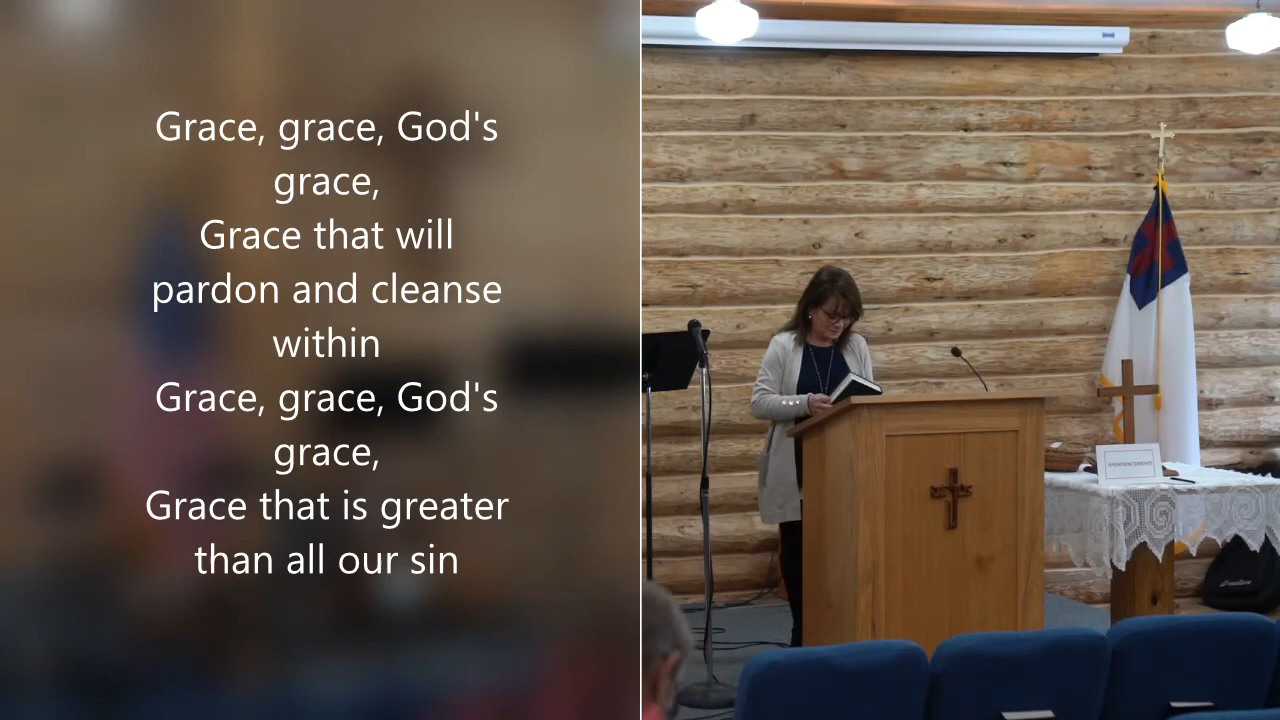 Grace, grace, God's
grace,
Grace that will
pardon and cleanse
within
Grace, grace, God's
grace,
Grace that is greater
than all our sin